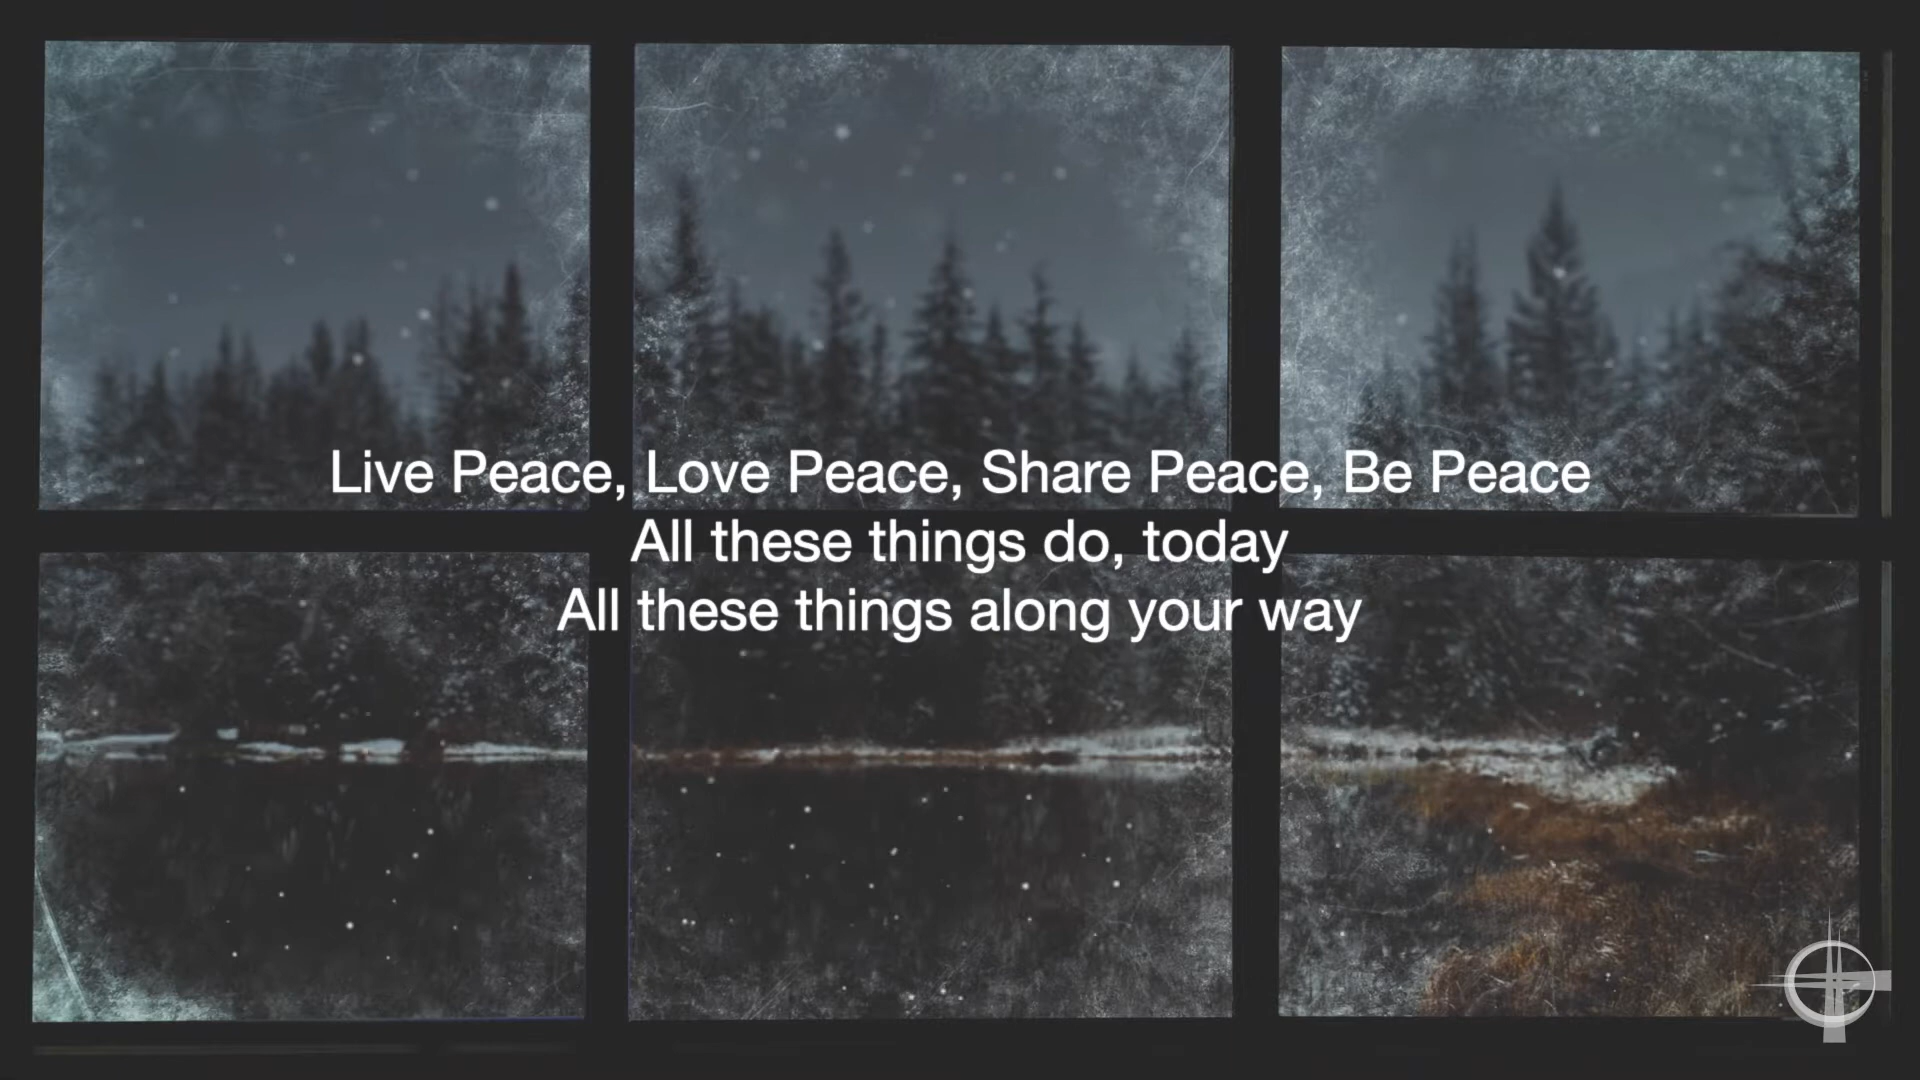 Live Peace, Love Peace, Share Peace, Be Peace
All these things do, today
All these things along your way